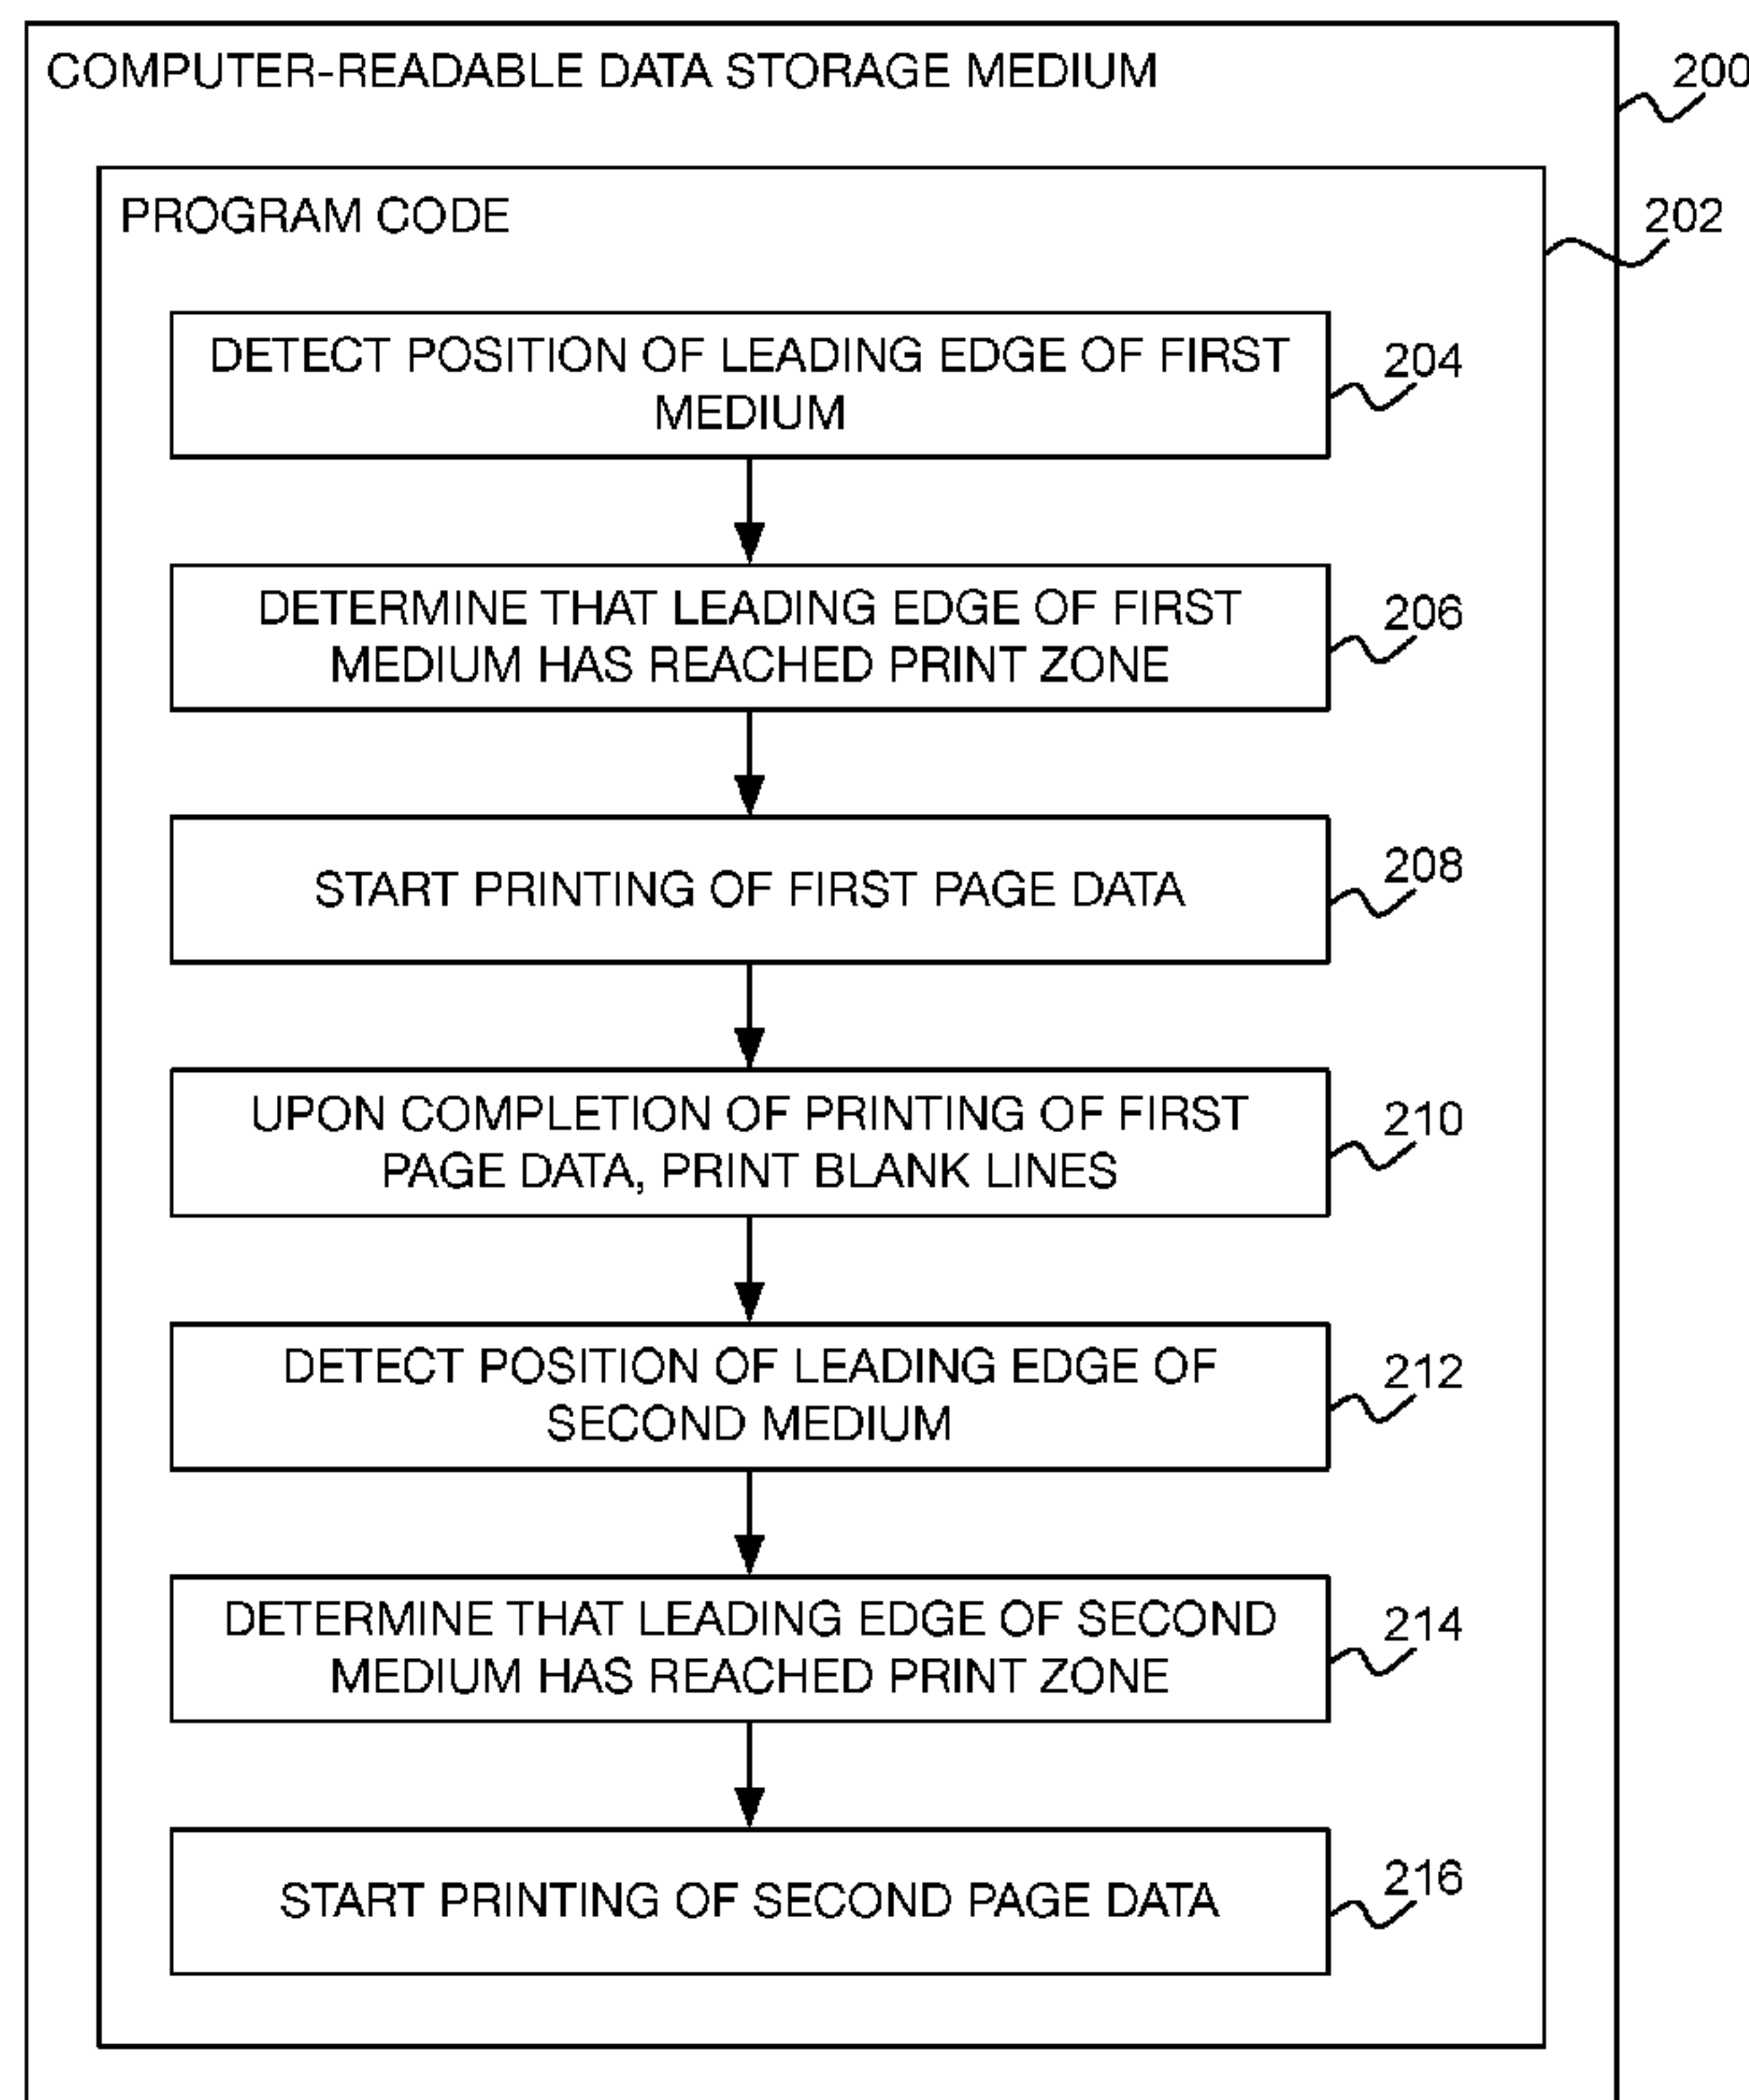 COMPUTER-READABLE DATA STORAGE MEDIUM
200
PROGRAM CODE
202
DETECT POSITION OF LEADING EDGE OF FIRST
MEDIUM
204
DETERMINE THAT LEADING EDGE OF FIRST
MEDIUM HAS REACHED PRINT ZONE
206
START PRINTING OF FIRST PAGE DATA
208
UPON COMPLETION OF PRINTING OF FIRST
PAGE DATA, PRINT BLANK LINES
210
DETECT POSITION OF LEADING EDGE OF
SECOND MEDIUM
212
DETERMINE THAT LEADING EDGE OF SECOND
MEDIUM HAS REACHED PRINT ZONE
214
START PRINTING OF SECOND PAGE DATA
216